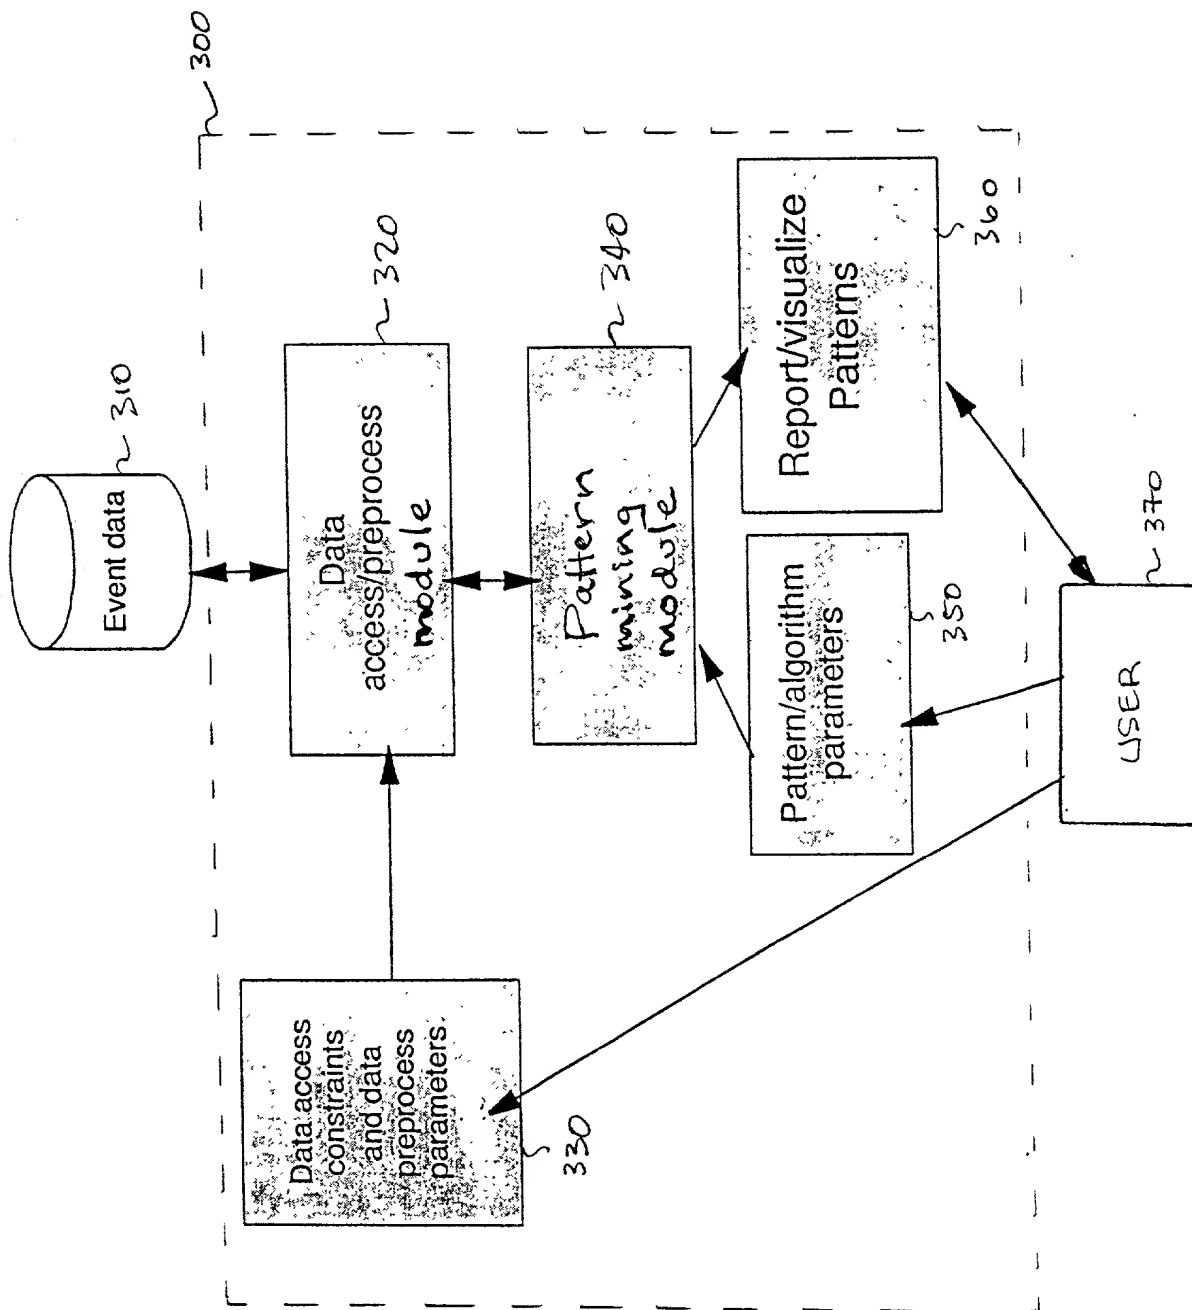 300
Event data
310
Data
access/preprocess
module
320
Data access
constraints
and data
preprocess
parameters.
330
Pattern
mining
module
340
Pattern/algorithm
parameters
350
Report/visualize
Patterns
360
USER
370